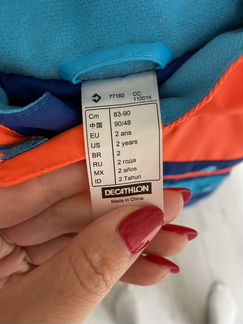 77160 CC:
110016
Cm 83-90
中国 90/48
EU 2 ans
US 2 years
BR 2
RU 2 года
MX 2 años
ID 2 Tahun
DECATHLON
Made in China